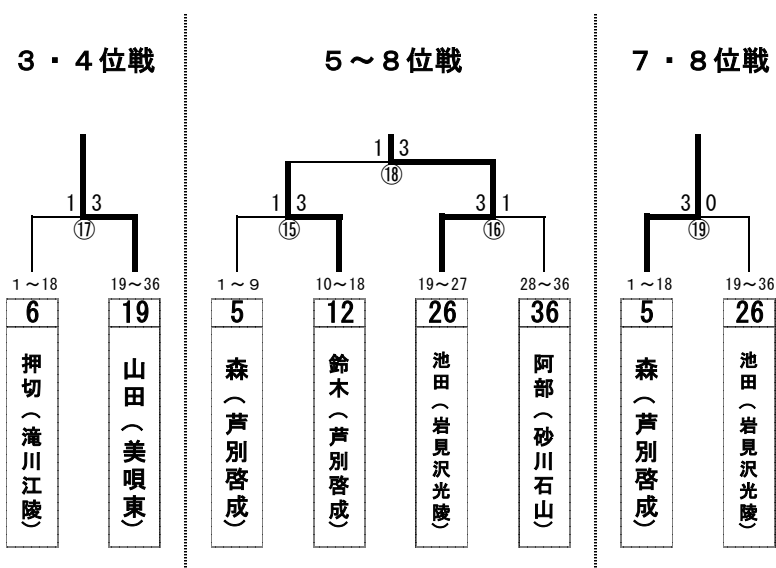 ３・４位戦
５～８位戦
７・８位戦
1 3
⑱
1 3
⑰
1 3
⑮
3 1
⑯
3 0
⑲
1～18
19～36
1～9
10～18
19～27
28～36
1～18
19～36
6
19
5
12
26
36
5
26
押切（滝川江陵）
山田（美唄東）
森（芦別啓成）
鈴木（芦別啓成）
池田（岩見沢光陵）
阿部（砂川石山）
森（芦別啓成）
池田（岩見沢光陵）